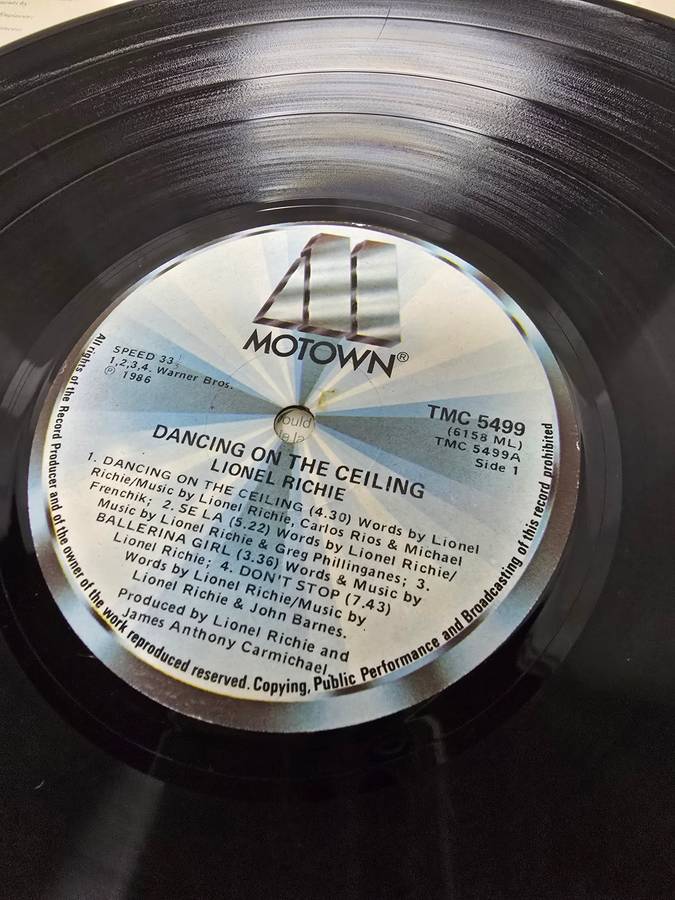 MOTOWN®
SPEED 33⅓
1,2,3,4. Warner Bros.
℗ 1986
TMC 5499
(6158 ML)
TMC 5499A
Side 1
DANCING ON THE CEILING
LIONEL RICHIE
1. DANCING ON THE CEILING (4.30) Words by Lionel
Richie/Music by Lionel Richie, Carlos Rios & Michael
Frenchik; 2. SE LA (5.22) Words by Lionel Richie/
Music by Lionel Richie & Greg Phillinganes; 3.
BALLERINA GIRL (3.36) Words & Music by
Lionel Richie; 4. DON'T STOP (7.43)
Words by Lionel Richie/Music by
Lionel Richie & John Barnes.
Produced by Lionel Richie and
James Anthony Carmichael.
All rights of the Record Producer and of the owner of the work reproduced reserved. Copying, Public Performance and Broadcasting of this record prohibited